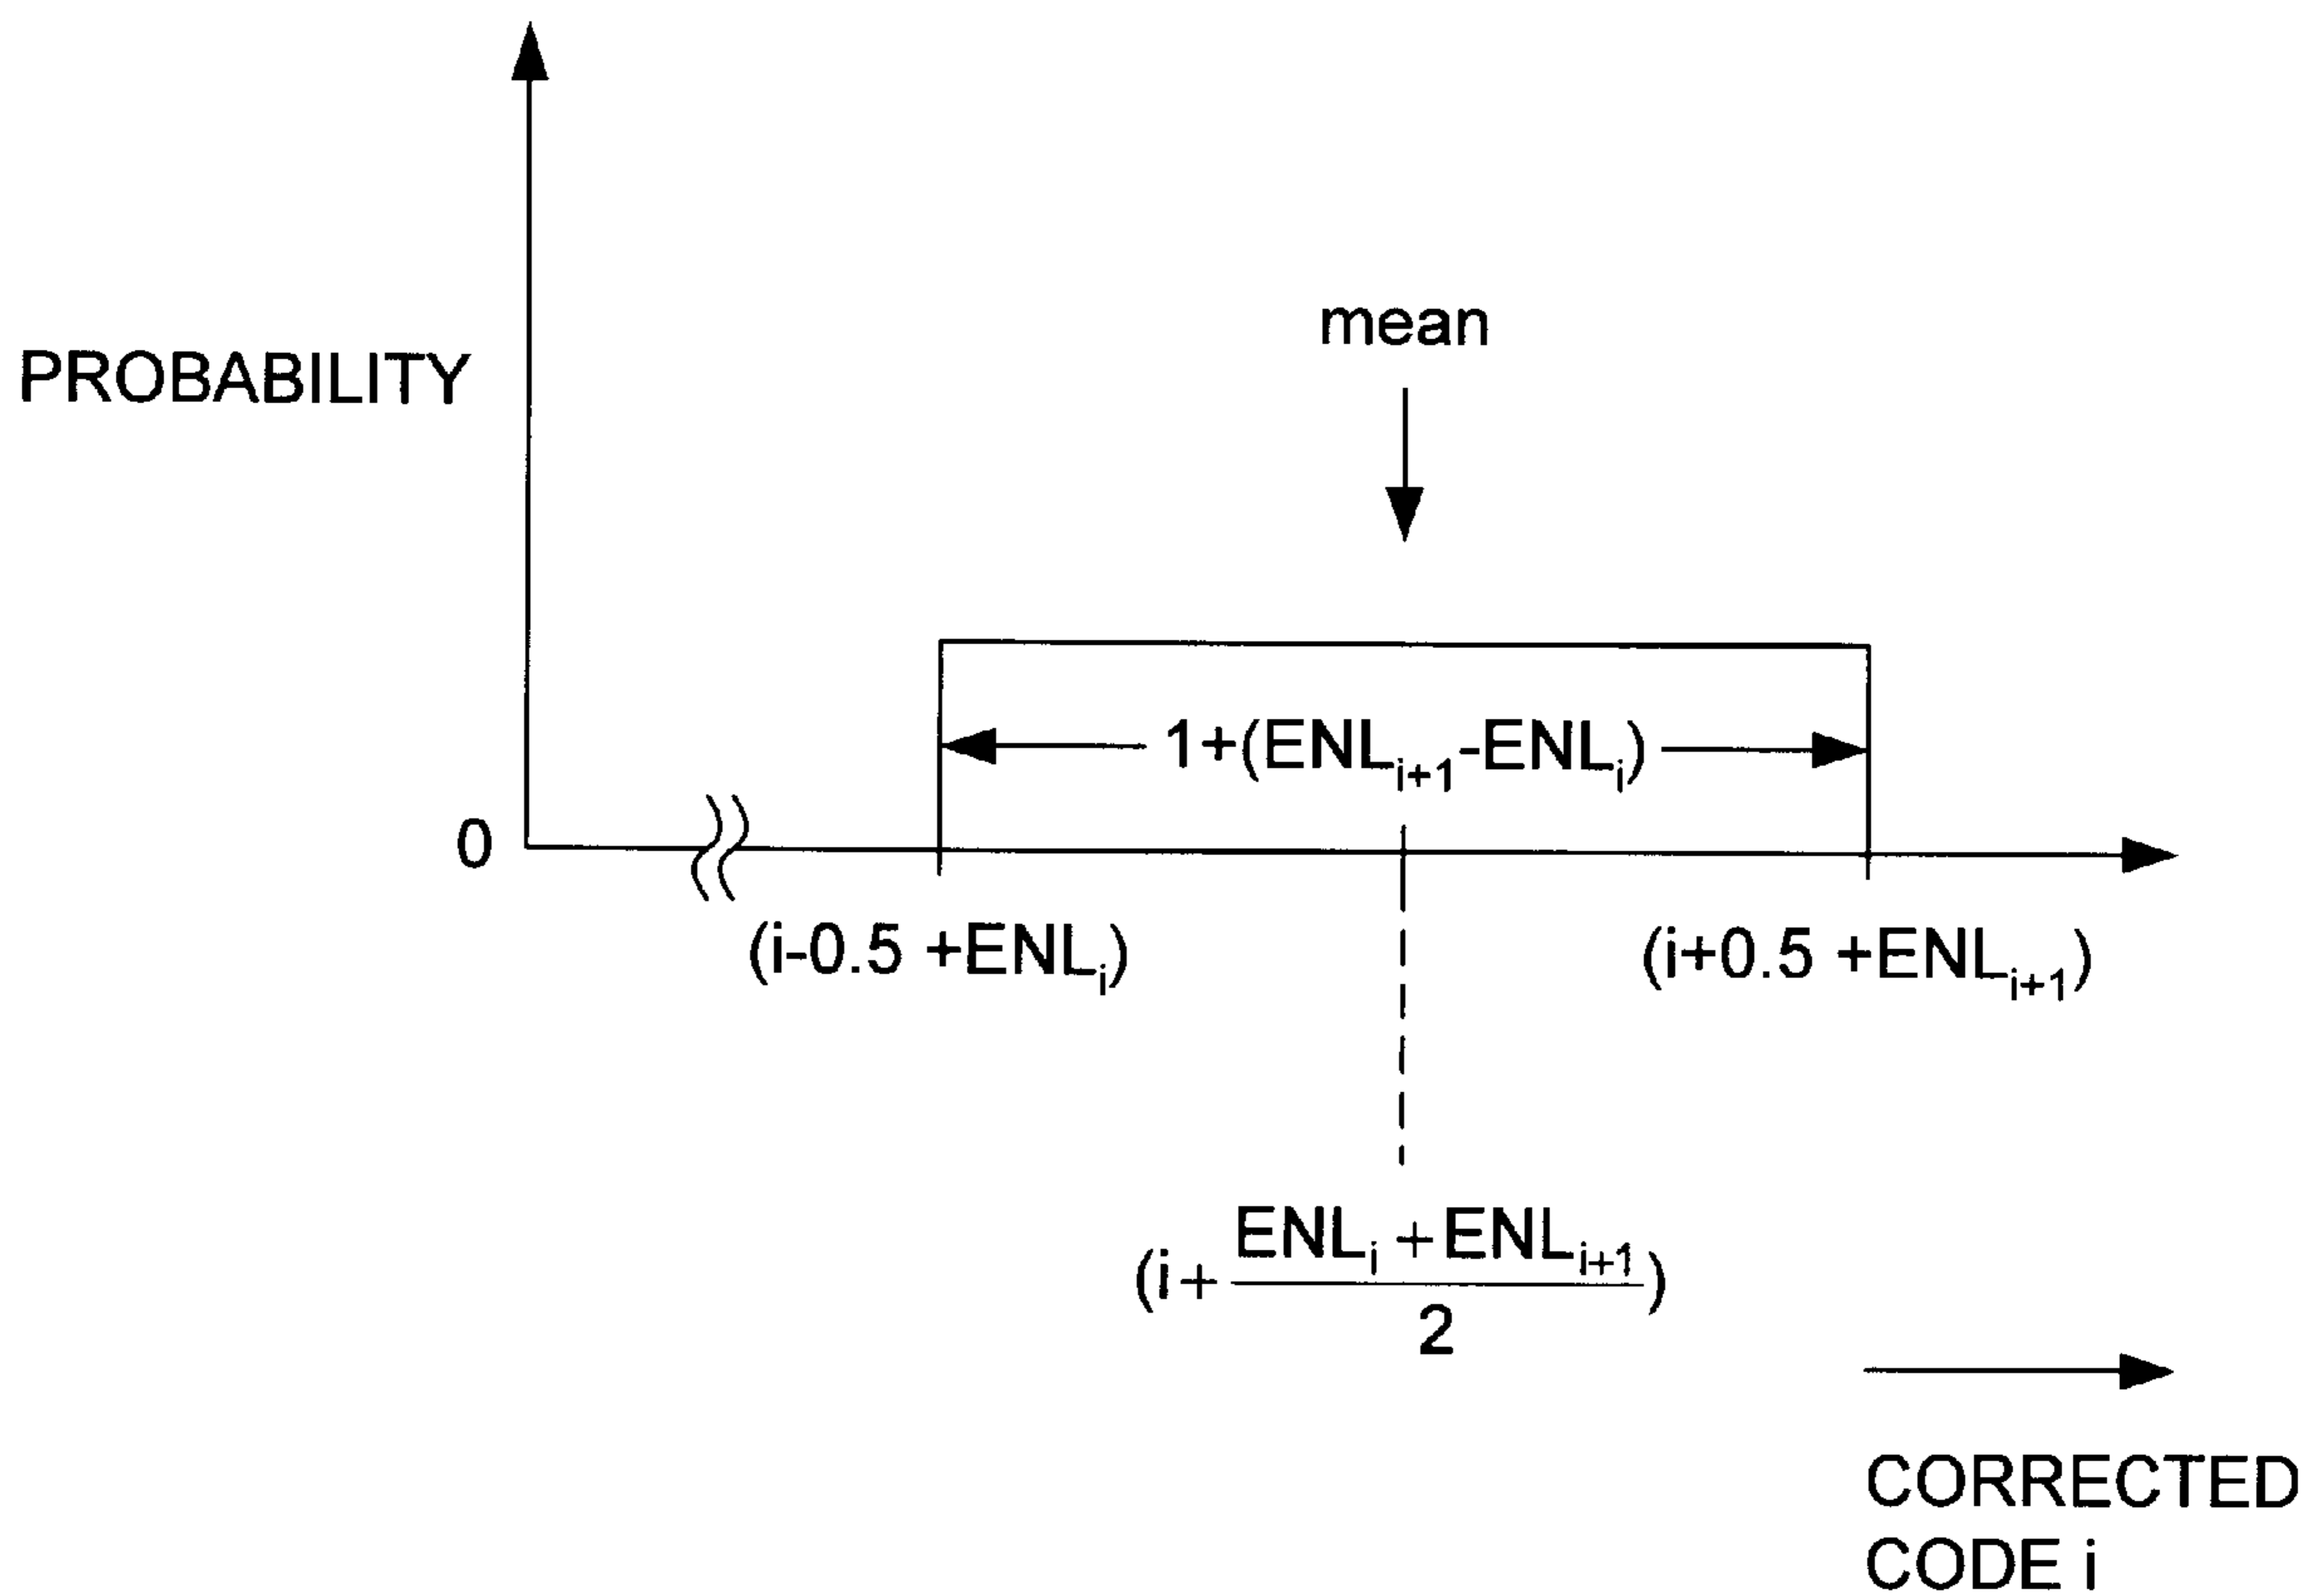 mean
PROBABILITY
1+(ENLi+1-ENLi)
0
(i-0.5 +ENLi)
(i+0.5 +ENLi+1)
(i+ ENLi+ENLi+1
2 )
CORRECTED
CODE i